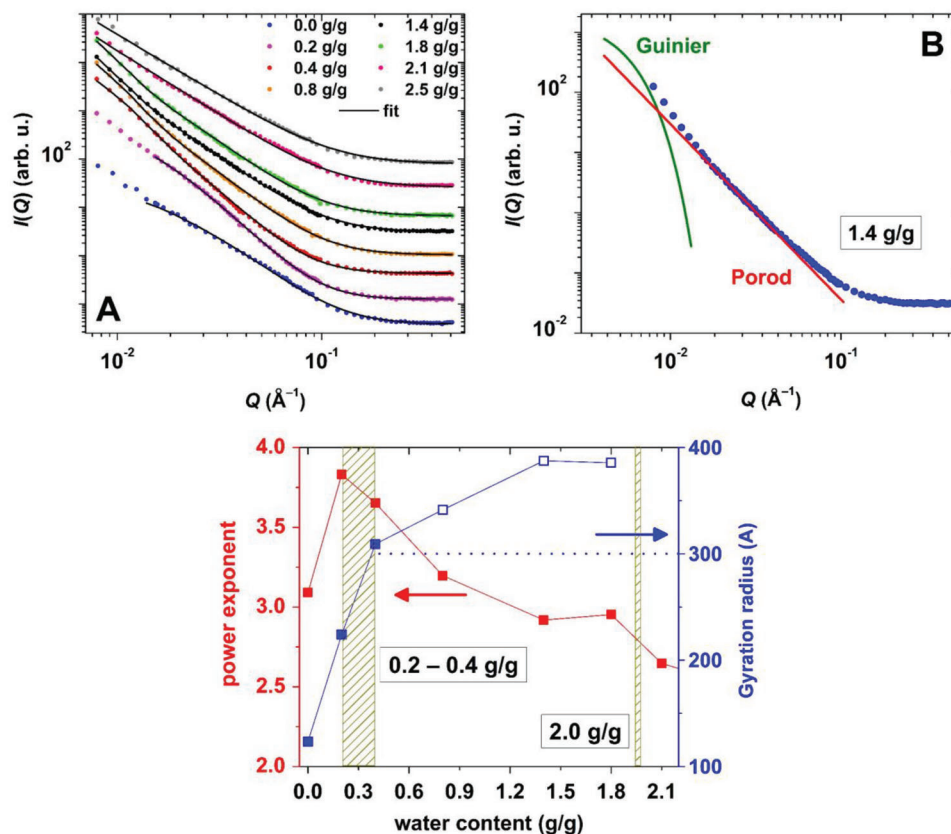 0.0 g/g 1.4 g/g
0.2 g/g 1.8 g/g
0.4 g/g 2.1 g/g
0.8 g/g 2.5 g/g
fit
10²
I(Q) (arb. u.)
A
10⁻² 10⁻¹
Q (Å⁻¹)
B
Guinier
10²
I(Q) (arb. u.)
1.4 g/g
Porod
10⁻²
10⁻² 10⁻¹
Q (Å⁻¹)
4.0 400
3.5
300
3.0
200
2.5
2.0 100
power exponent
Gyration radius (A)
0.2 – 0.4 g/g
2.0 g/g
0.0 0.3 0.6 0.9 1.2 1.5 1.8 2.1
water content (g/g)